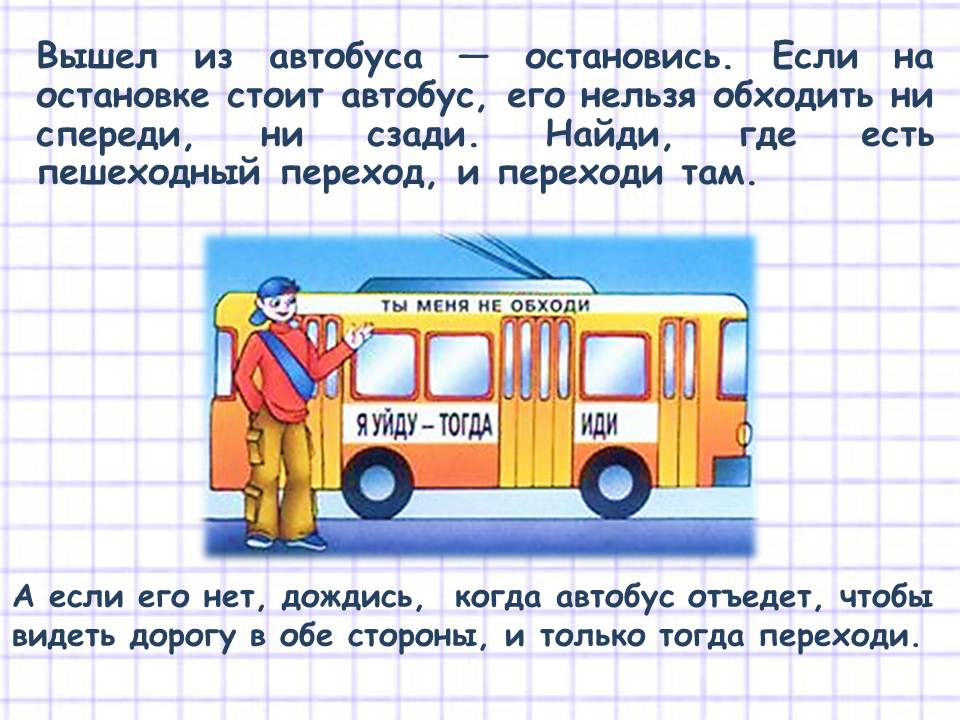 Вышел из автобуса — остановись. Если на
остановке стоит автобус, его нельзя обходить ни
спереди, ни сзади. Найди, где есть
пешеходный переход, и переходи там.
ТЫ МЕНЯ НЕ ОБХОДИ
Я УЙДУ – ТОГДА ИДИ
А если его нет, дождись, когда автобус отъедет, чтобы
видеть дорогу в обе стороны, и только тогда переходи.